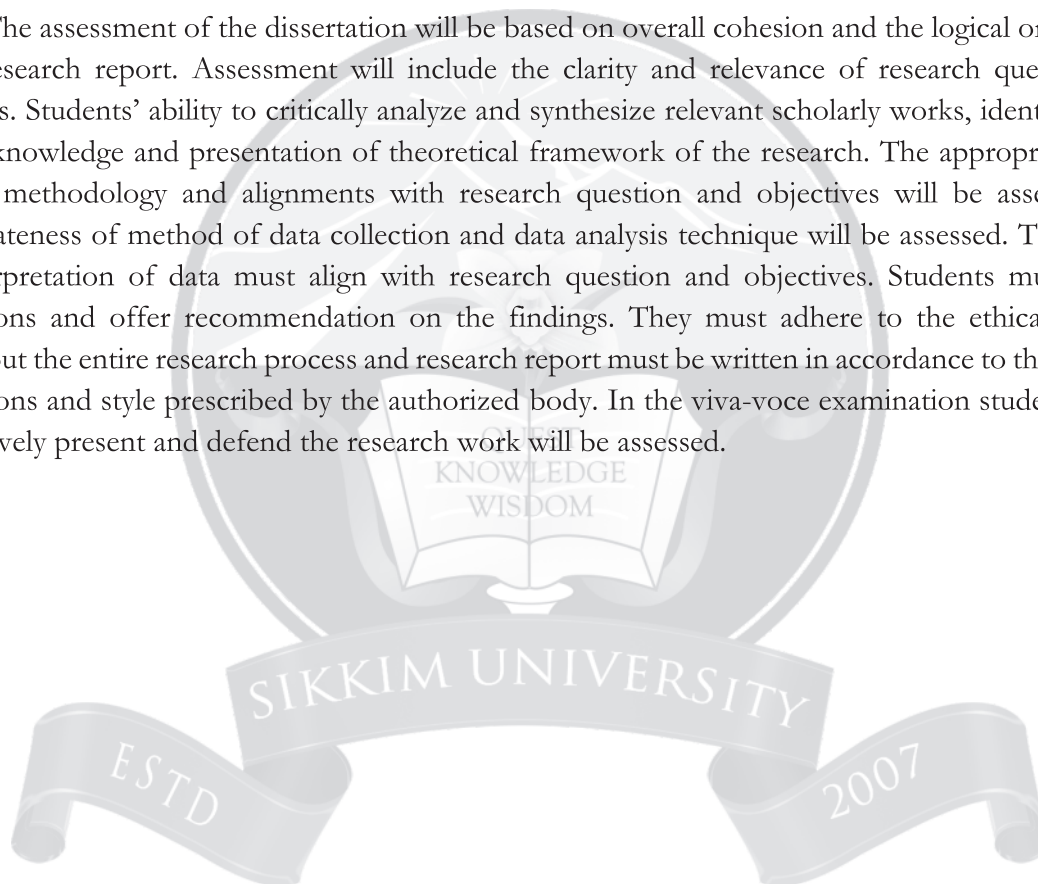 The assessment of the dissertation will be based on overall cohesion and the logical or
esearch report. Assessment will include the clarity and relevance of research que
s. Students’ ability to critically analyze and synthesize relevant scholarly works, ident
knowledge and presentation of theoretical framework of the research. The appropr
methodology and alignments with research question and objectives will be asse
ateness of method of data collection and data analysis technique will be assessed. T
rpretation of data must align with research question and objectives. Students mu
ons and offer recommendation on the findings. They must adhere to the ethica
out the entire research process and research report must be written in accordance to th
ons and style prescribed by the authorized body. In the viva-voce examination stude
vely present and defend the research work will be assessed.
QUEST
KNOWLEDGE
WISDOM
SIKKIM UNIVERSITY
ESTD
2007